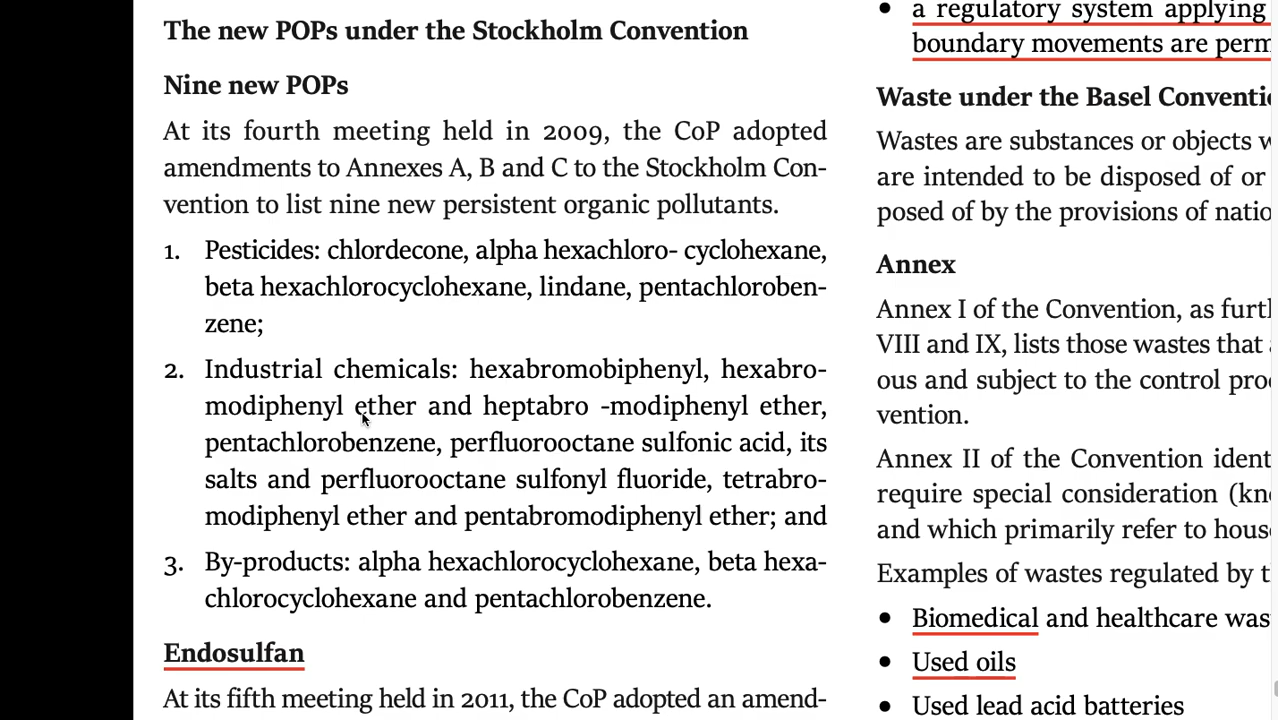 The new POPs under the Stockholm Convention
Nine new POPs
At its fourth meeting held in 2009, the CoP adopted
amendments to Annexes A, B and C to the Stockholm Con-
vention to list nine new persistent organic pollutants.
1. Pesticides: chlordecone, alpha hexachloro- cyclohexane,
beta hexachlorocyclohexane, lindane, pentachloroben-
zene;
2. Industrial chemicals: hexabromobiphenyl, hexabro-
modiphenyl ether and heptabro -modiphenyl ether,
pentachlorobenzene, perfluorooctane sulfonic acid, its
salts and perfluorooctane sulfonyl fluoride, tetrabro-
modiphenyl ether and pentabromodiphenyl ether; and
3. By-products: alpha hexachlorocyclohexane, beta hexa-
chlorocyclohexane and pentachlorobenzene.
Endosulfan
At its fifth meeting held in 2011, the CoP adopted an amend-
• a regulatory system applying
boundary movements are perm
Waste under the Basel Conventi
Wastes are substances or objects w
are intended to be disposed of or
posed of by the provisions of natio
Annex
Annex I of the Convention, as furt
VIII and IX, lists those wastes that
ous and subject to the control pro
vention.
Annex II of the Convention ident
require special consideration (kn
and which primarily refer to hous
Examples of wastes regulated by t
• Biomedical and healthcare was
• Used oils
• Used lead acid batteries